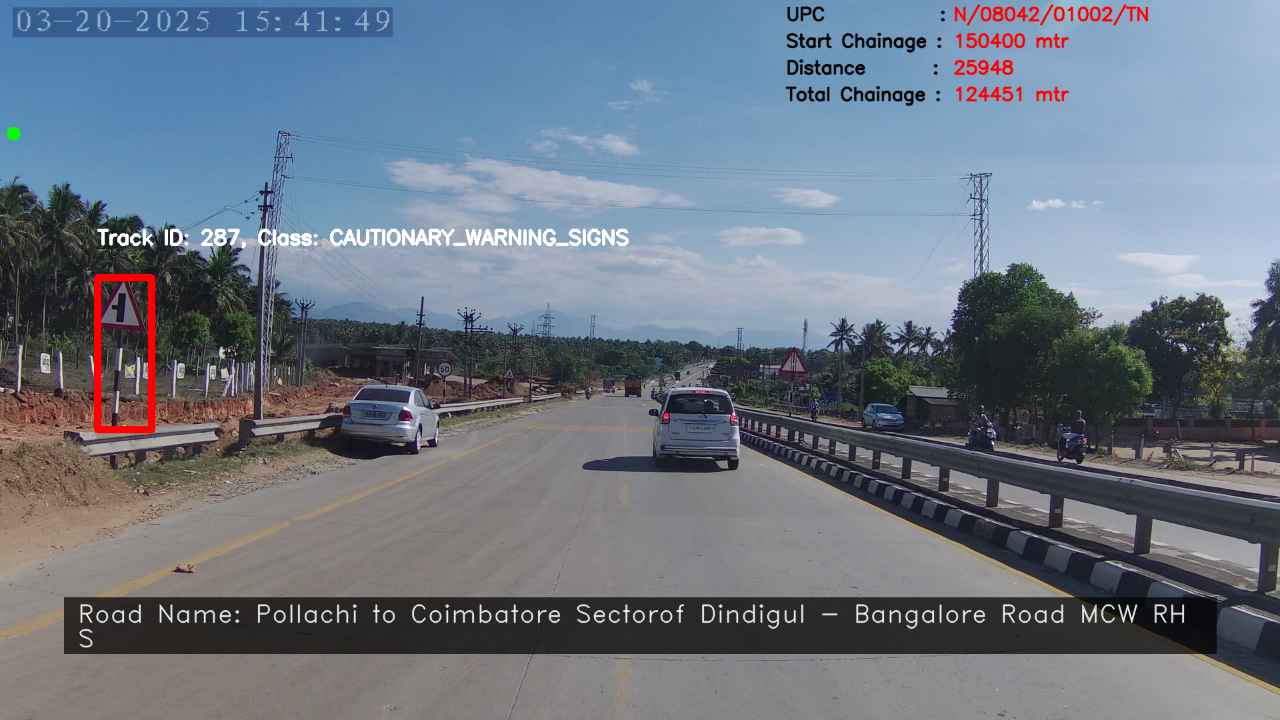 03-20-2025 15:41:49
UPC : N/08042/01002/TN
Start Chainage : 150400 mtr
Distance : 25948
Total Chainage : 124451 mtr
Track ID: 287, Class: CAUTIONARY_WARNING_SIGNS
Road Name: Pollachi to Coimbatore Sectorof Dindigul - Bangalore Road MCW RH
S